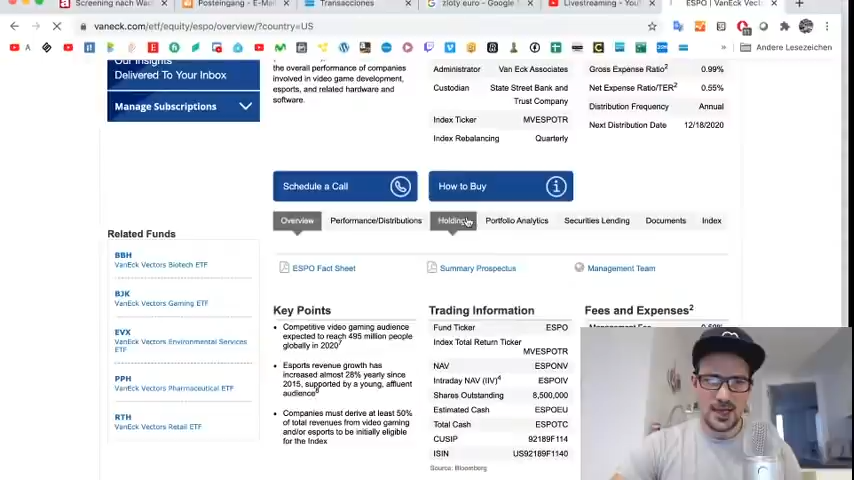 Screening nach Wac
Posteingang - E-Mail
Transacciones
zloty euro - Google
Livestreaming - YouTu
ESPO | VanEck Vect
vaneck.com/etf/equity/espo/overview/?country=US
Andere Lesezeichen
Our Insights
Delivered To Your Inbox
Manage Subscriptions
the overall performance of companies
involved in video game development,
esports, and related hardware and
software.
Administrator Van Eck Associates
Custodian State Street Bank and
Trust Company
Index Ticker MVESPOTR
Index Rebalancing Quarterly
Gross Expense Ratio2 0.99%
Net Expense Ratio/TER2 0.55%
Distribution Frequency Annual
Next Distribution Date 12/18/2020
Schedule a Call
How to Buy
Overview Performance/Distributions Holdings Portfolio Analytics Securities Lending Documents Index
Related Funds
BBH
VanEck Vectors Biotech ETF
BJK
VanEck Vectors Gaming ETF
EVX
VanEck Vectors Environmental Services
ETF
PPH
VanEck Vectors Pharmaceutical ETF
RTH
VanEck Vectors Retail ETF
ESPO Fact Sheet
Summary Prospectus
Management Team
Key Points
Competitive video gaming audience
expected to reach 495 million people
globally in 20207
Esports revenue growth has
increased almost 28% yearly since
2015, supported by a young, affluent
audience8
Companies must derive at least 50%
of total revenues from video gaming
and/or esports to be initially eligible
for the Index
Trading Information
Fund Ticker ESPO
Index Total Return Ticker
MVESPOTR
NAV ESPONV
Intraday NAV (IIV)4 ESPOIV
Shares Outstanding 8,500,000
Estimated Cash ESPOEU
Total Cash ESPOTC
CUSIP 92189F114
ISIN US92189F1140
Source: Bloomberg
Fees and Expenses2